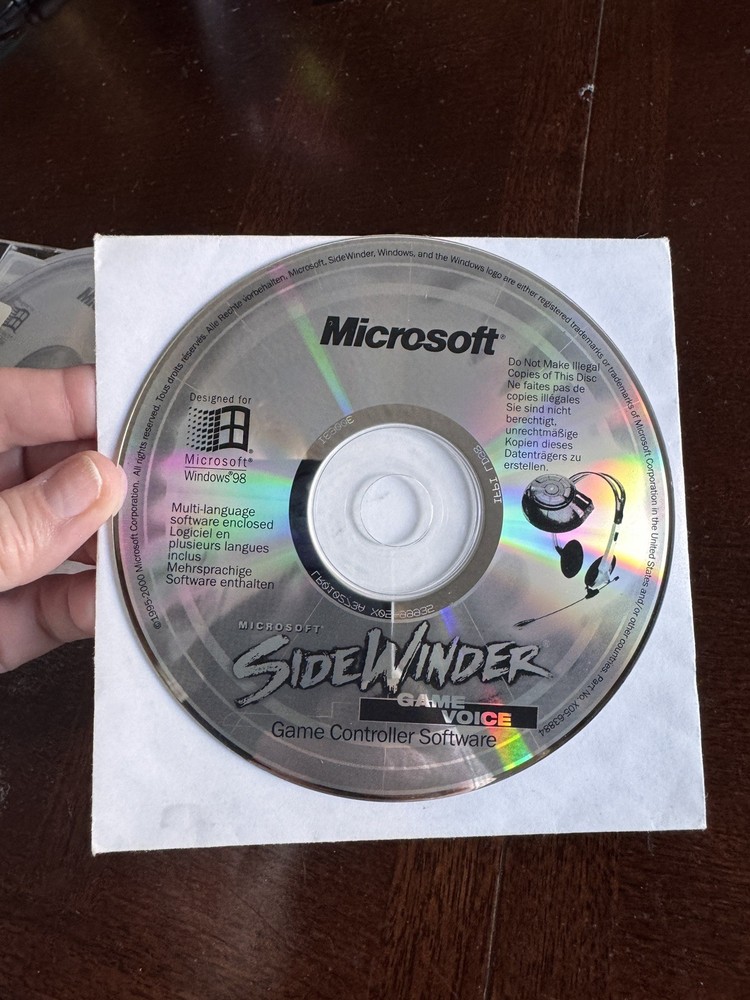 Microsoft®
Do Not Make Illegal
Copies of This Disc
Ne faites pas de
copies illégales
Sie sind nicht
berechtigt,
unrechtmäßige
Kopien dieses
Datenträgers zu
erstellen.
Designed for
Microsoft®
Windows®98
Multi-language
software enclosed
Logiciel en
plusieurs langues
inclus
Mehrsprachige
Software enthalten
MICROSOFT®
SIDEWINDER
GAME
VOICE
Game Controller Software
©1995-2000 Microsoft Corporation. All rights reserved. Tous droits réservés. Alle Rechte vorbehalten. Microsoft, SideWinder, Windows, and the Windows logo are either registered trademarks or trademarks of Microsoft Corporation in the United States and/or other countries. Part No. X05-63884